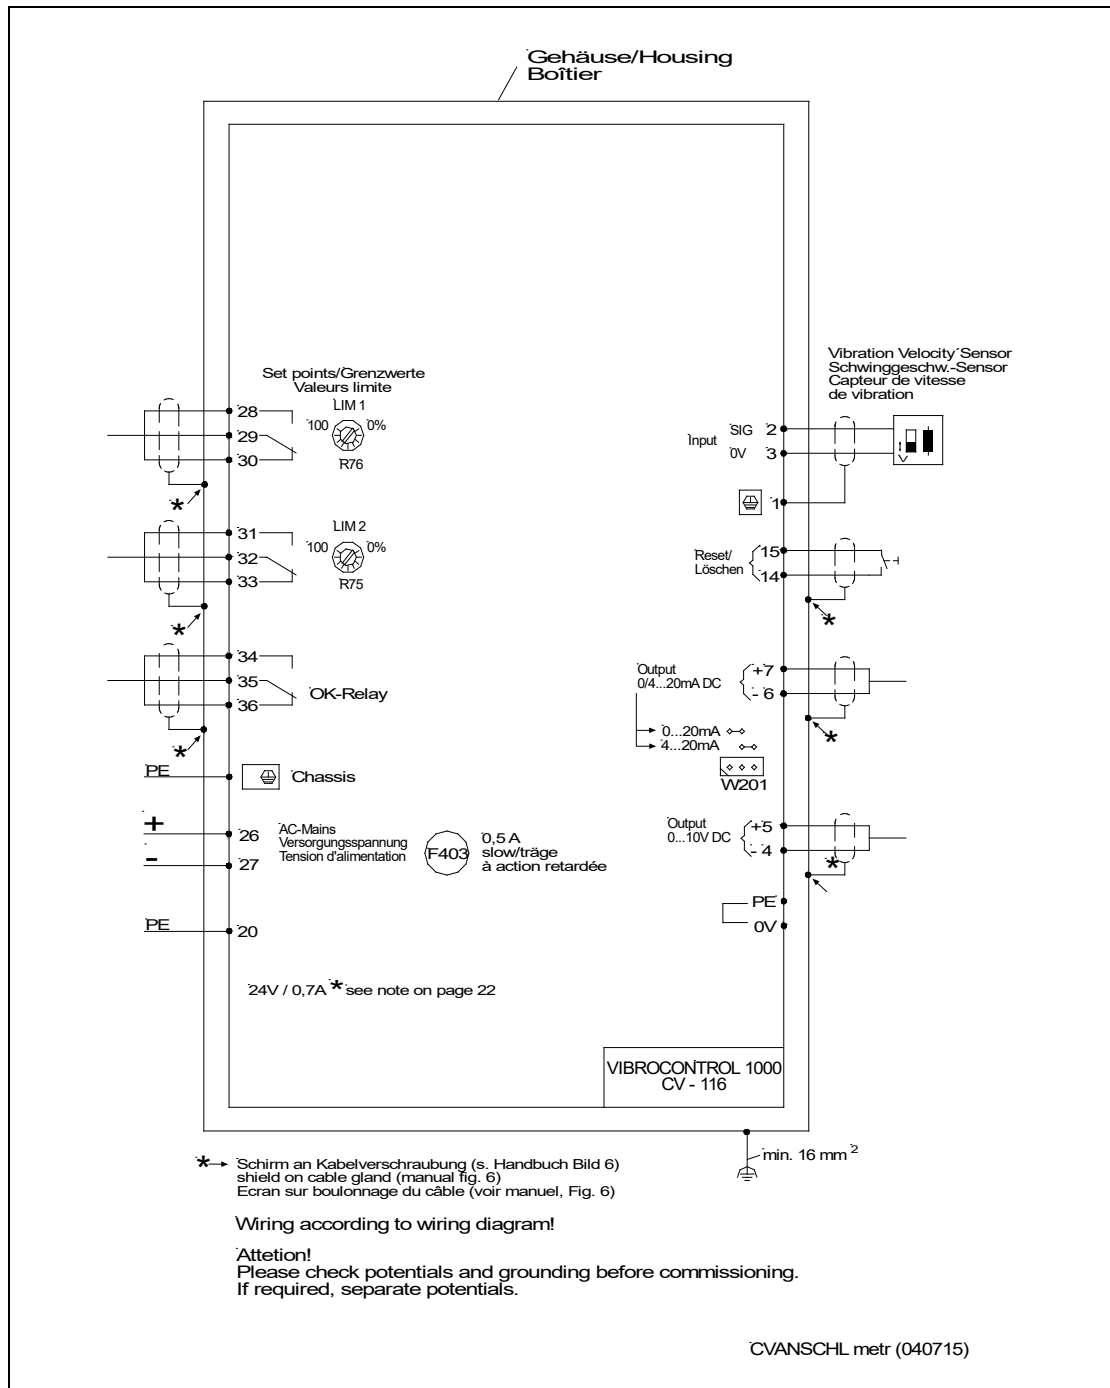 Gehäuse/Housing
Boîtier
Set points/Grenzwerte
Valeurs limite
LIM 1
100 0%
R76
28
29
30
*
31
32
33
LIM 2
100 0%
R75
*
34
35
36
OK-Relay
*
PE
Chassis
+
26
-
27
AC-Mains
Versorgungsspannung
Tension d'alimentation
F403
0,5 A
slow/träge
à action retardée
PE
20
24V / 0,7A * see note on page 22
Vibration Velocity Sensor
Schwinggeschw.-Sensor
Capteur de vitesse
de vibration
Input
SIG 2
0V 3
V
1
Reset/
Löschen
15
14
*
Output
0/4...20mA DC
+7
- 6
*
0...20mA
4...20mA
W201
Output
0...10V DC
+5
- 4
*
PE
0V
VIBROCONTROL 1000
CV - 116
min. 16 mm 2
* Schirm an Kabelverschraubung (s. Handbuch Bild 6)
shield on cable gland (manual fig. 6)
Ecran sur boulonnage du câble (voir manuel, Fig. 6)
Wiring according to wiring diagram!
Attetion!
Please check potentials and grounding before commissioning.
If required, separate potentials.
CVANSCHL metr (040715)